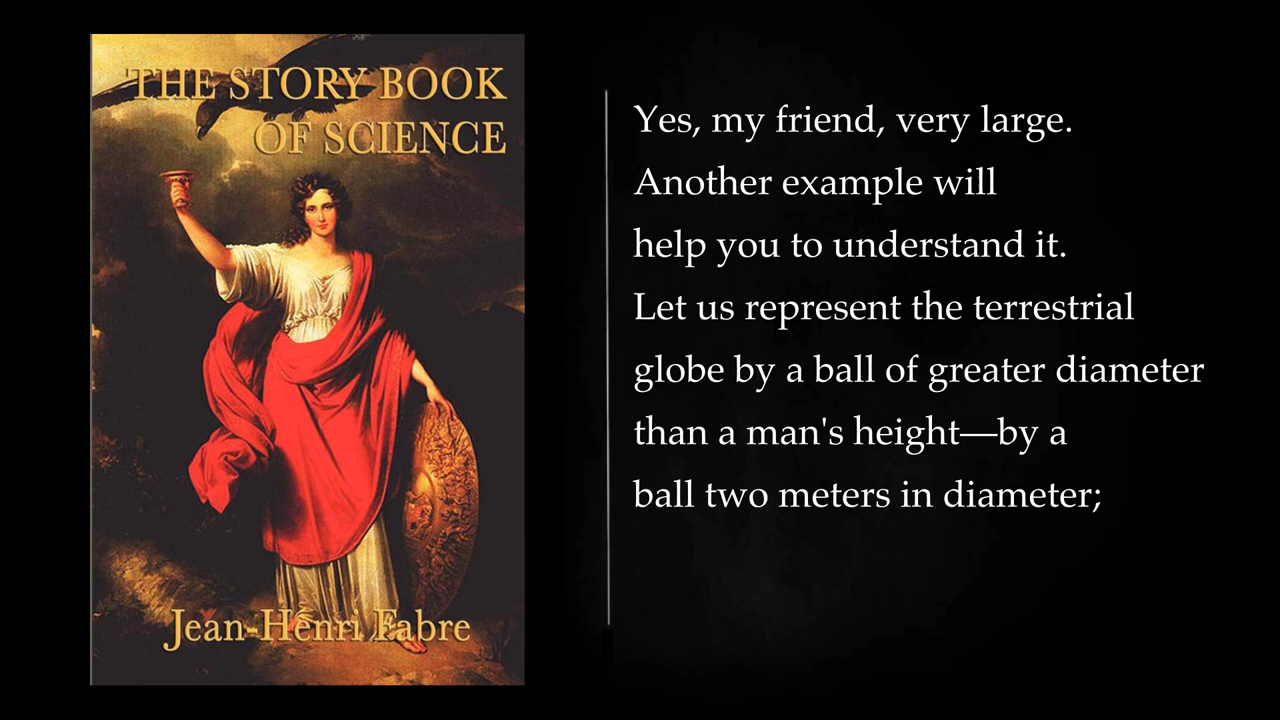 THE STORY BOOK
OF SCIENCE
Jean-Henri Fabre
Yes, my friend, very large.
Another example will
help you to understand it.
Let us represent the terrestrial
globe by a ball of greater diameter
than a man's height—by a
ball two meters in diameter;